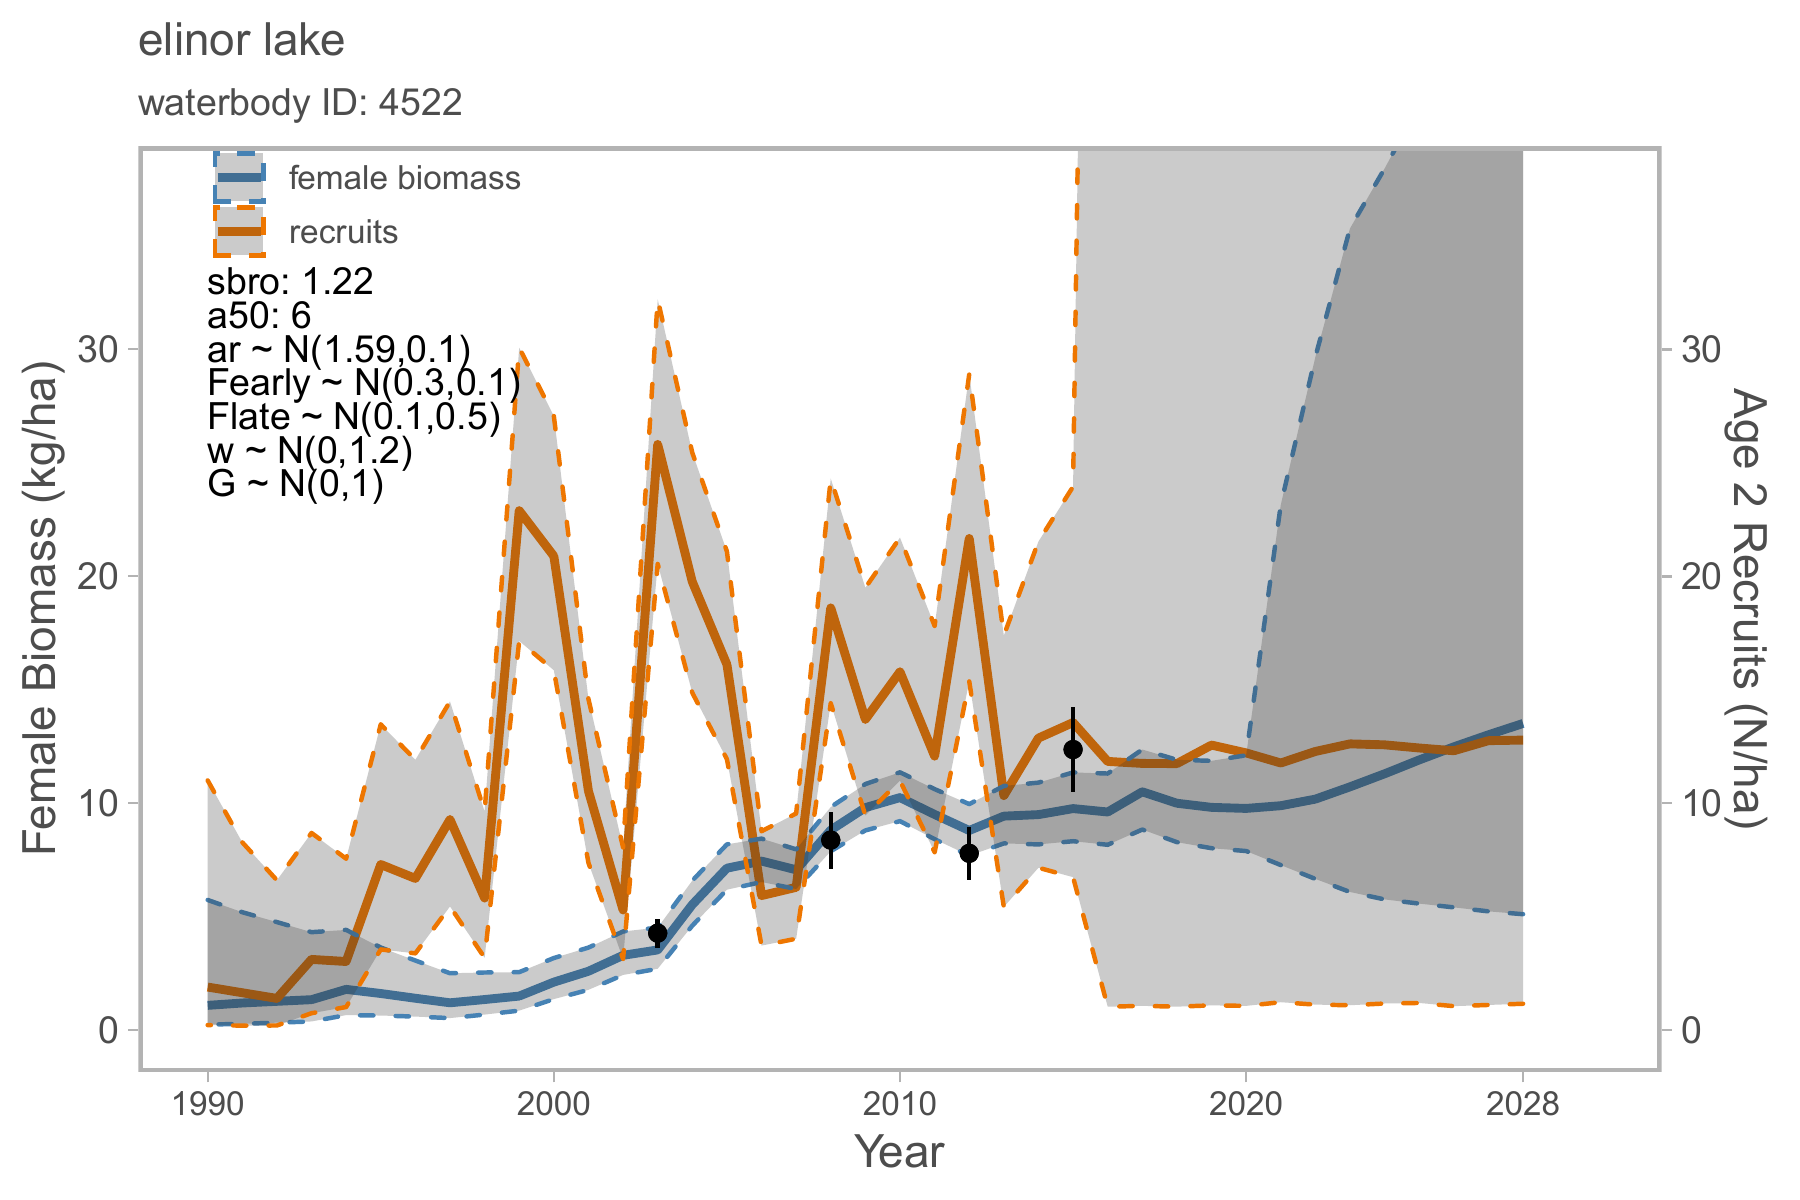 elinor lake
waterbody ID: 4522
female biomass
recruits
sbro: 1.22
a50: 6
ar ~ N(1.59,0.1)
Fearly ~ N(0.3,0.1)
Flate ~ N(0.1,0.5)
w ~ N(0,1.2)
G ~ N(0,1)
Female Biomass (kg/ha)
30
20
10
0
30
20
10
0
Age 2 Recruits (N/ha)
1990 2000 2010 2020 2028
Year